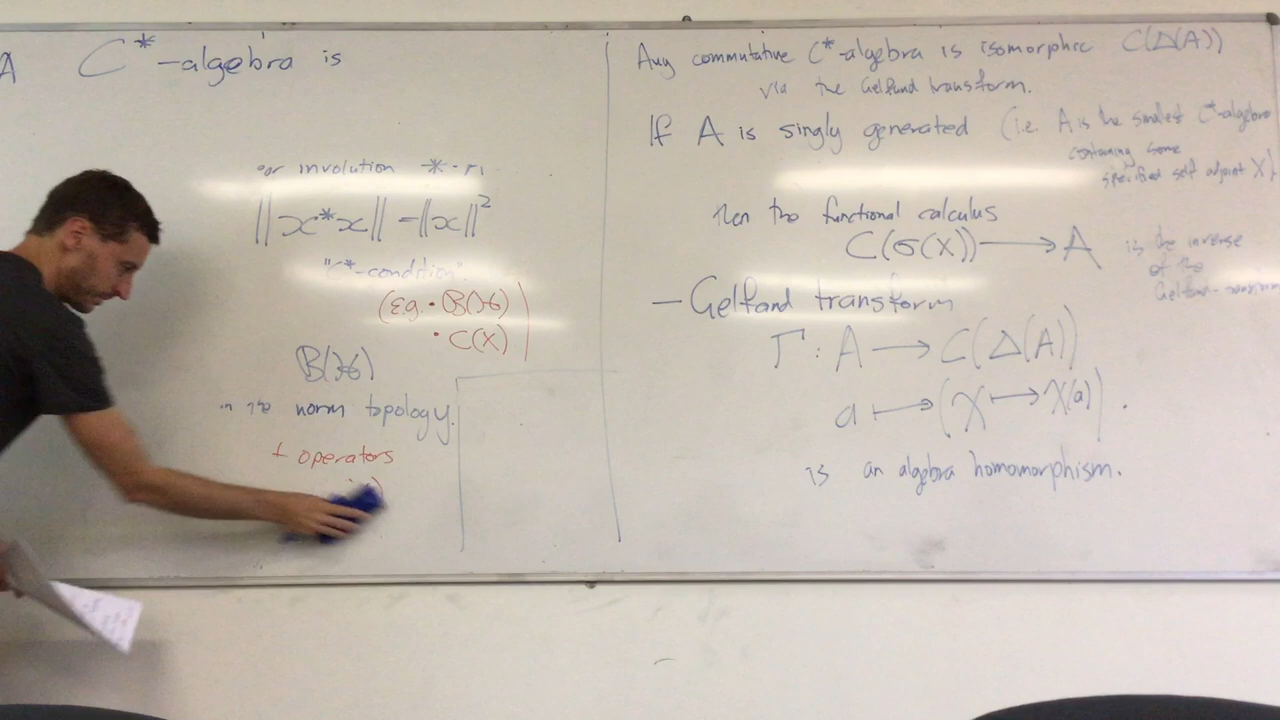 A C*-algebra is
or involution *
||x*x|| = ||x||²
"C*-condition".
(E.g. • B(H)
• C(X)
B(H)
in the norm topology.
operators
Any commutative C*-algebra is isomorphic C(Δ(A))
via the Gelfand transform.
If A is singly generated (i.e. A is the smallest C*-algebra
containing some
specified self adjoint X)
then the functional calculus
C(σ(X)) ⟶ A
is the inverse
of the
Gelfand-transform
— Gelfand transform
Γ : A ⟶ C(Δ(A))
a ⟼ (χ ⟼ χ(a)).
is an algebra homomorphism.